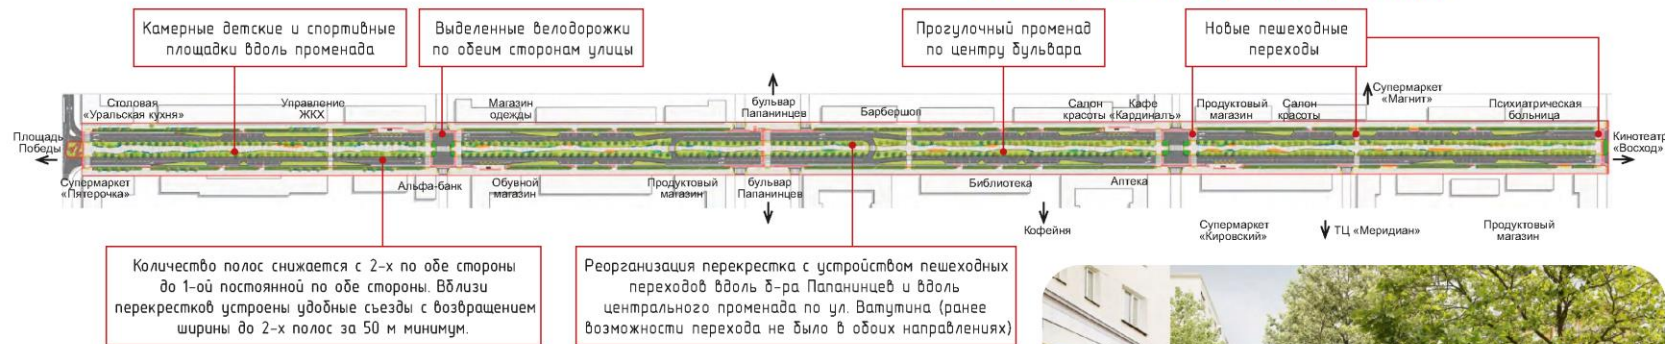 Камерные детские и спортивные
площадки вдоль променада
Выделенные велодорожки
по обеим сторонам улицы
Прогулочный променад
по центру бульвара
Новые пешеходные
переходы
Столовая
«Уральская кухня»
Управление
ЖКХ
Магазин
одежды
бульвар
Папанинцев
Барбершоп
Салон
красоты
Кафе
«Кардиналъ»
Продуктовый
магазин
Салон
красоты
Супермаркет
«Магнит»
Психиатрическая
больница
Площадь
Победы
Кинотеатр
«Восход»
Супермаркет
«Пятерочка»
Альфа-банк
Обувной
магазин
Продуктовый
магазин
бульвар
Папанинцев
Библиотека
Аптека
Кофейня
Супермаркет
«Кировский»
ТЦ «Меридиан»
Продуктовый
магазин
Количество полос снижается с 2-х по обе стороны
до 1-ой постоянной по обе стороны. Вблизи
перекрестков устроены удобные съезды с возвращением
ширины до 2-х полос за 50 м минимум.
Реорганизация перекрестка с устройством пешеходных
переходов вдоль б-ра Папанинцев и вдоль
центрального променада по ул. Ватутина (ранее
возможности перехода не было в обоих направлениях)